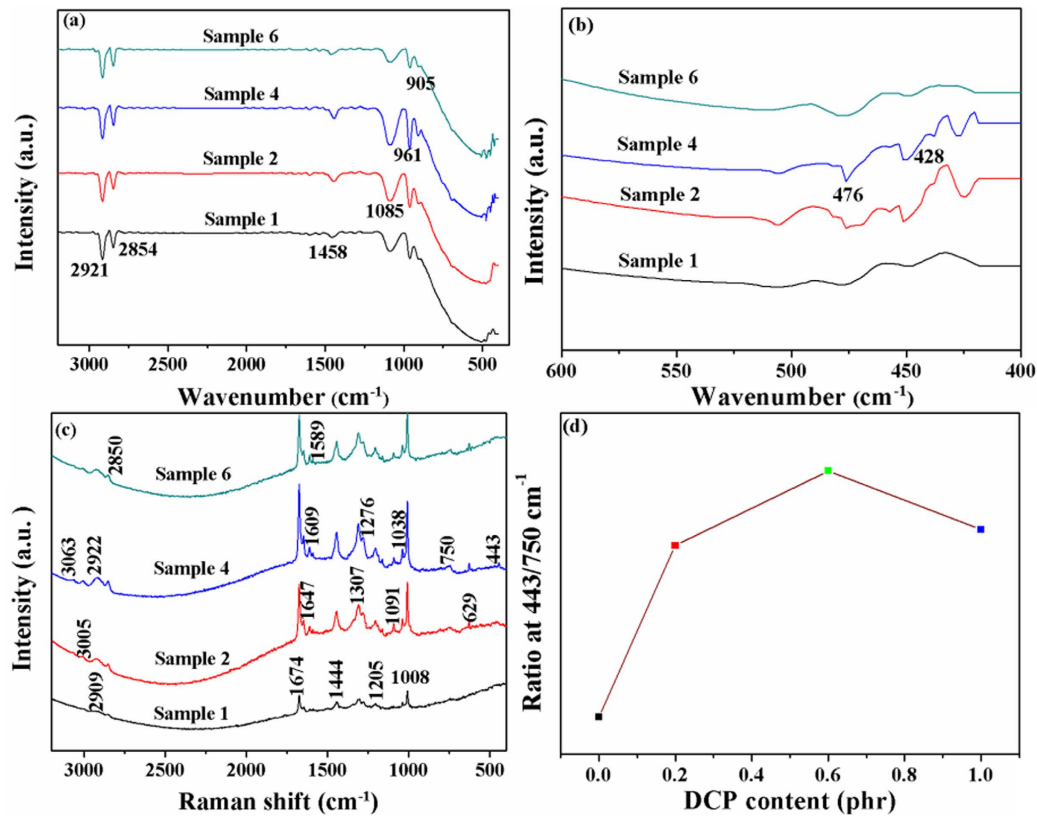 (a)
Sample 6
905
Sample 4
961
Sample 2
1085
Sample 1
2921
2854
1458
Intensity (a.u.)
3000 2500 2000 1500 1000 500
Wavenumber (cm⁻¹)
(b)
Sample 6
Sample 4
428
476
Sample 2
Sample 1
Intensity (a.u.)
600 550 500 450 400
Wavenumber (cm⁻¹)
(c)
2850
1589
Sample 6
3063
2922
Sample 4
1609
1276
1038
750
443
3005
Sample 2
1647
1307
1091
629
2909
Sample 1
1674
1444
1205
1008
Intensity (a.u. )
3000 2500 2000 1500 1000 500
Raman shift (cm⁻¹)
(d)
Ratio at 443/750 cm⁻¹
0.0 0.2 0.4 0.6 0.8 1.0
DCP content (phr)